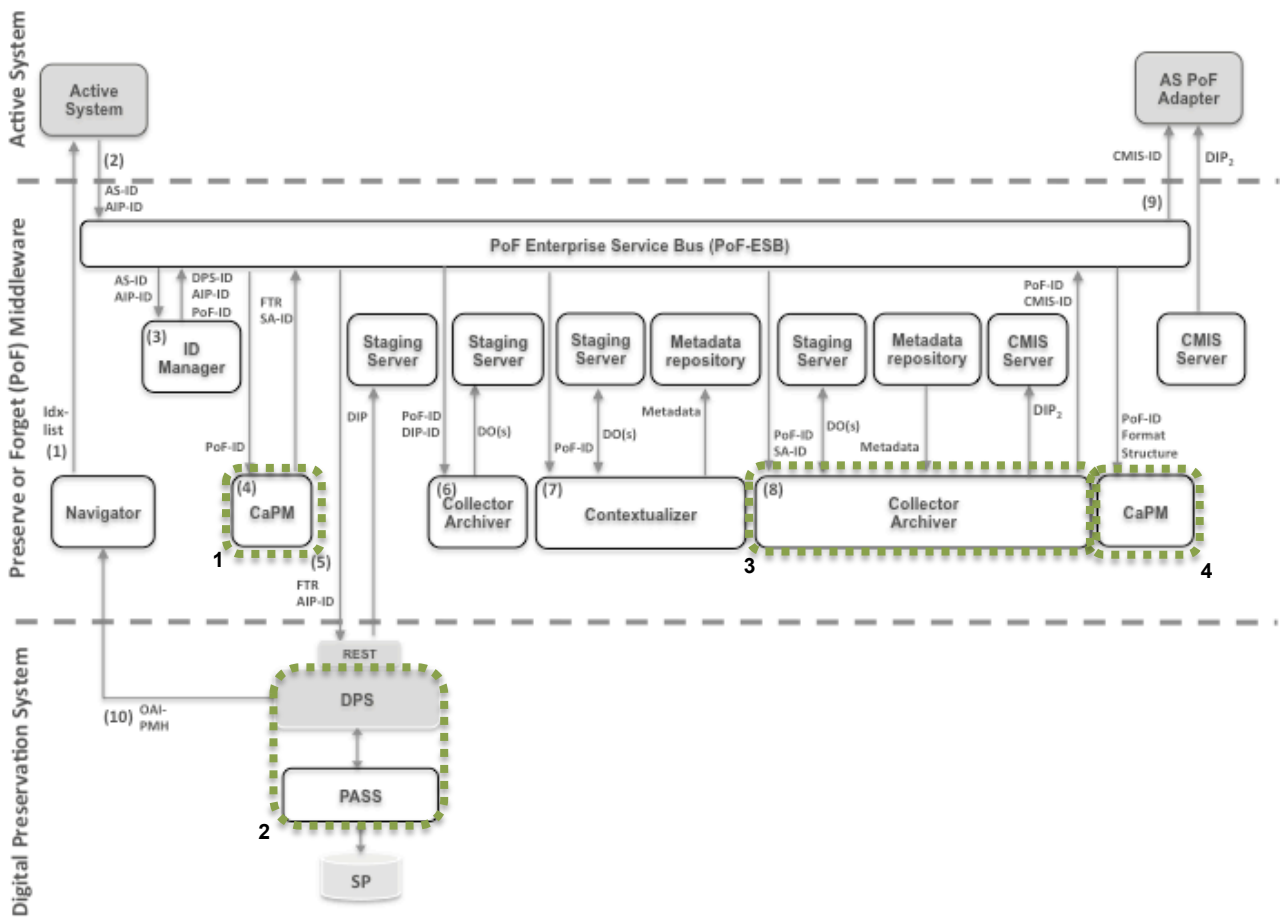 Active System
Preserve or Forget (PoF) Middleware
Digital Preservation System
Active
System
AS PoF
Adapter
(2)
CMIS-ID
DIP2
AS-ID
AIP-ID
(9)
PoF Enterprise Service Bus (PoF-ESB)
AS-ID
AIP-ID
DPS-ID
AIP-ID
PoF-ID
FTR
SA-ID
PoF-ID
CMIS-ID
(3)
ID
Manager
Staging
Server
Staging
Server
Staging
Server
Metadata
repository
Staging
Server
Metadata
repository
CMIS
Server
CMIS
Server
Idx-
list
(1)
PoF-ID
DIP
PoF-ID
DIP-ID
DO(s)
PoF-ID
DO(s)
Metadata
PoF-ID
SA-ID
DO(s)
Metadata
DIP2
PoF-ID
Format
Structure
Navigator
(4)
CaPM
(6)
Collector
Archiver
(7)
Contextualizer
(8)
Collector
Archiver
CaPM
1
3
4
(5)
FTR
AIP-ID
REST
DPS
(10)
OAI-
PMH
PASS
2
SP